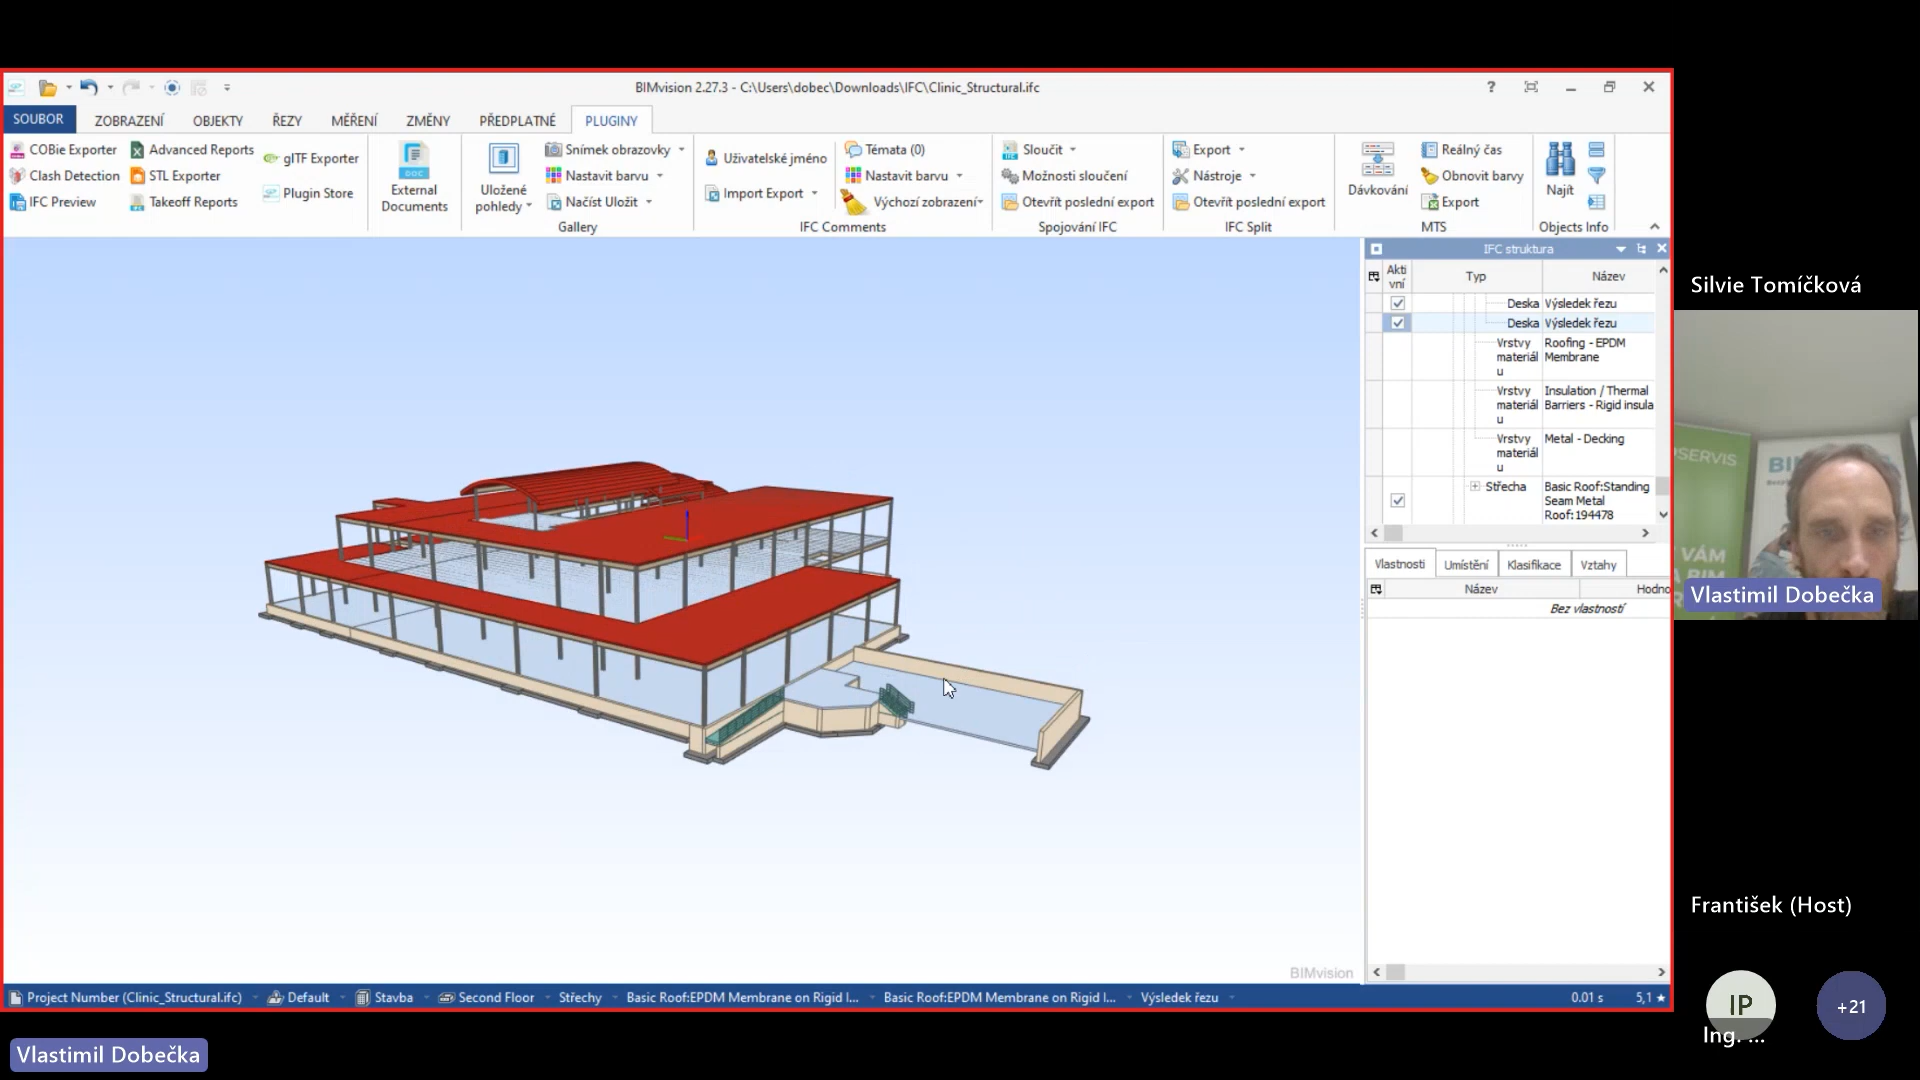 BIMvision 2.27.3 - C:\Users\dobec\Downloads\IFC\Clinic_Structural.ifc
SOUBOR ZOBRAZENÍ OBJEKTY ŘEZY MĚŘENÍ ZMĚNY PŘEDPLATNÉ PLUGINY
COBie Exporter Advanced Reports glTF Exporter
Clash Detection STL Exporter Plugin Store
IFC Preview Takeoff Reports
External
Documents
Uložené
pohledy
Snímek obrazovky
Nastavit barvu
Načíst Uložit
Gallery
Uživatelské jméno
Import Export
Témata (0)
Nastavit barvu
Výchozí zobrazení
IFC Comments
Sloučit
Možnosti sloučení
Otevřít poslední export
Spojování IFC
Export
Nástroje
Otevřít poslední export
IFC Split
Dávkování
Reálný čas
Obnovit barvy
Export
MTS
Najít
Objects Info
IFC struktura
Akti
vní
Typ
Název
Deska Výsledek řezu
Deska Výsledek řezu
Vrstvy
materiál
u
Roofing - EPDM
Membrane
Vrstvy
materiál
u
Insulation / Thermal
Barriers - Rigid insula
Vrstvy
materiál
u
Metal - Decking
Střecha
Basic Roof:Standing
Seam Metal
Roof:194478
Vlastnosti Umístění Klasifikace Vztahy
Název Hodno
Bez vlastností
BIMvision
Project Number (Clinic_Structural.ifc) Default Stavba Second Floor Střechy Basic Roof:EPDM Membrane on Rigid I... Basic Roof:EPDM Membrane on Rigid I... Výsledek řezu 0.01 s 5,1 ★
Vlastimil Dobečka
Silvie Tomíčková
SERVIS
BI
VÁM
Vlastimil Dobečka
František (Host)
IP
Ing. ...
+21